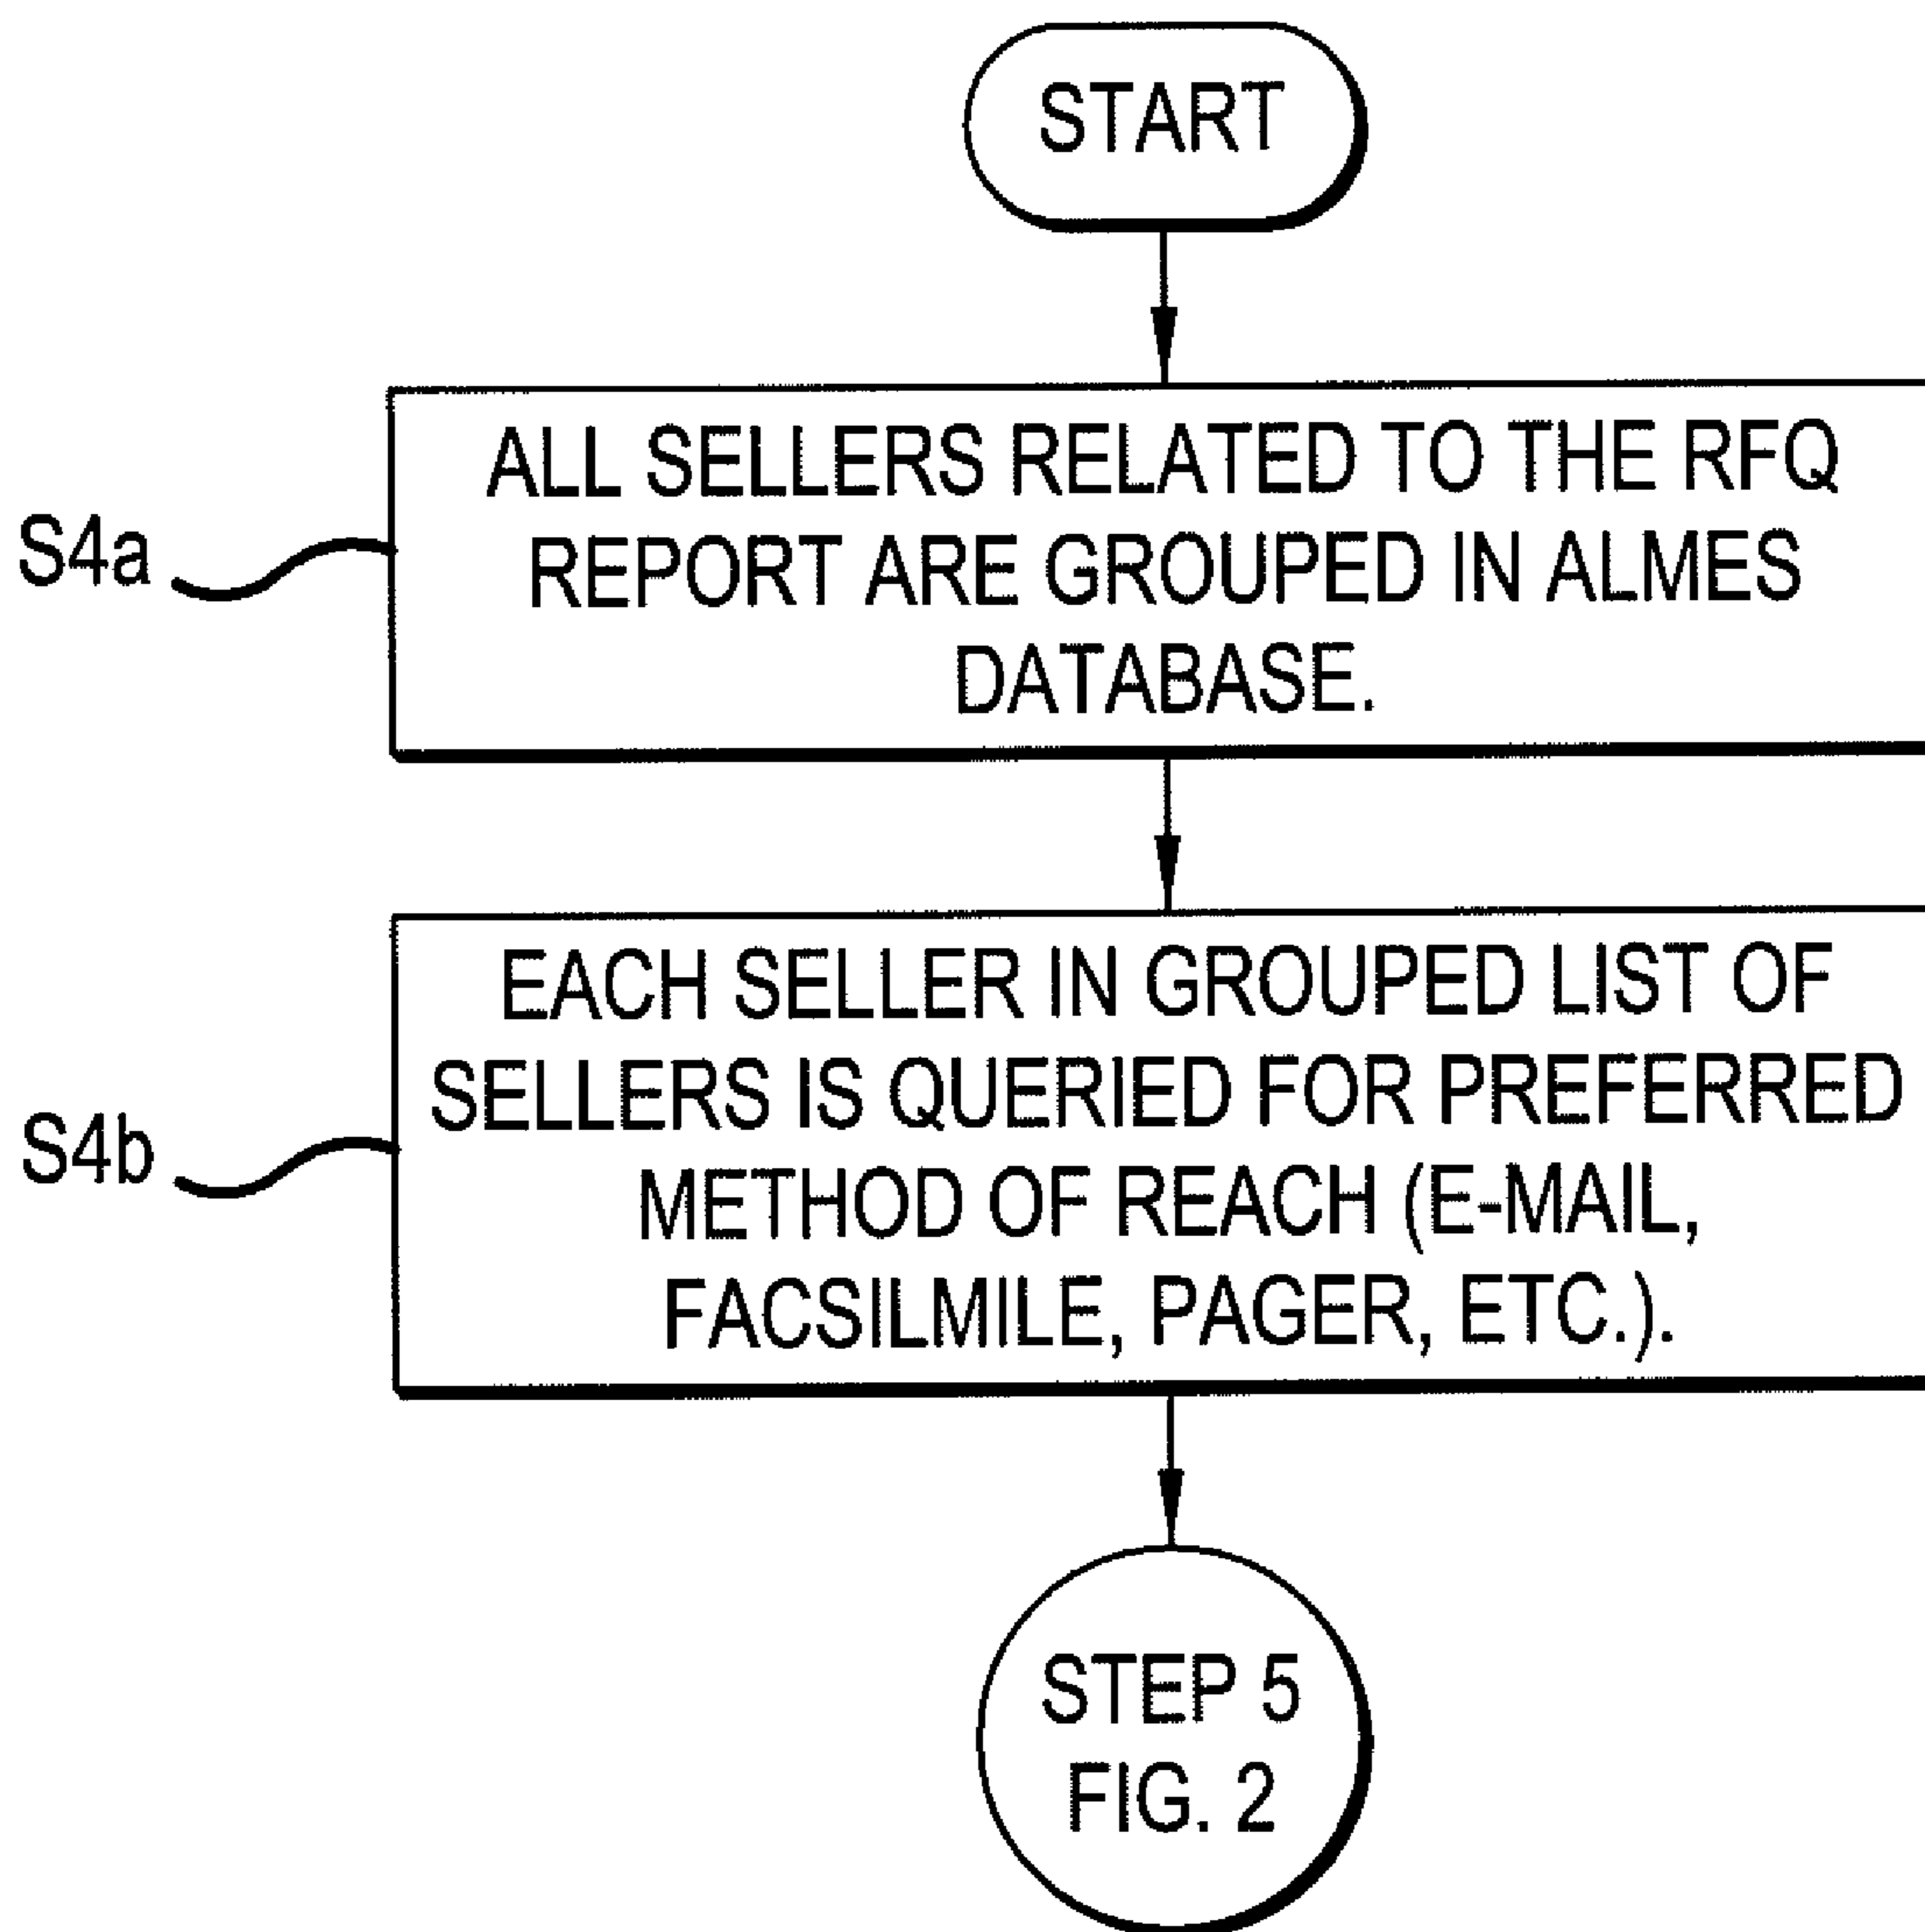 START
S4a
ALL SELLERS RELATED TO THE RFQ
REPORT ARE GROUPED IN ALMES
DATABASE.
S4b
EACH SELLER IN GROUPED LIST OF
SELLERS IS QUERIED FOR PREFERRED
METHOD OF REACH (E-MAIL,
FACSILMILE, PAGER, ETC.).
STEP 5
FIG. 2